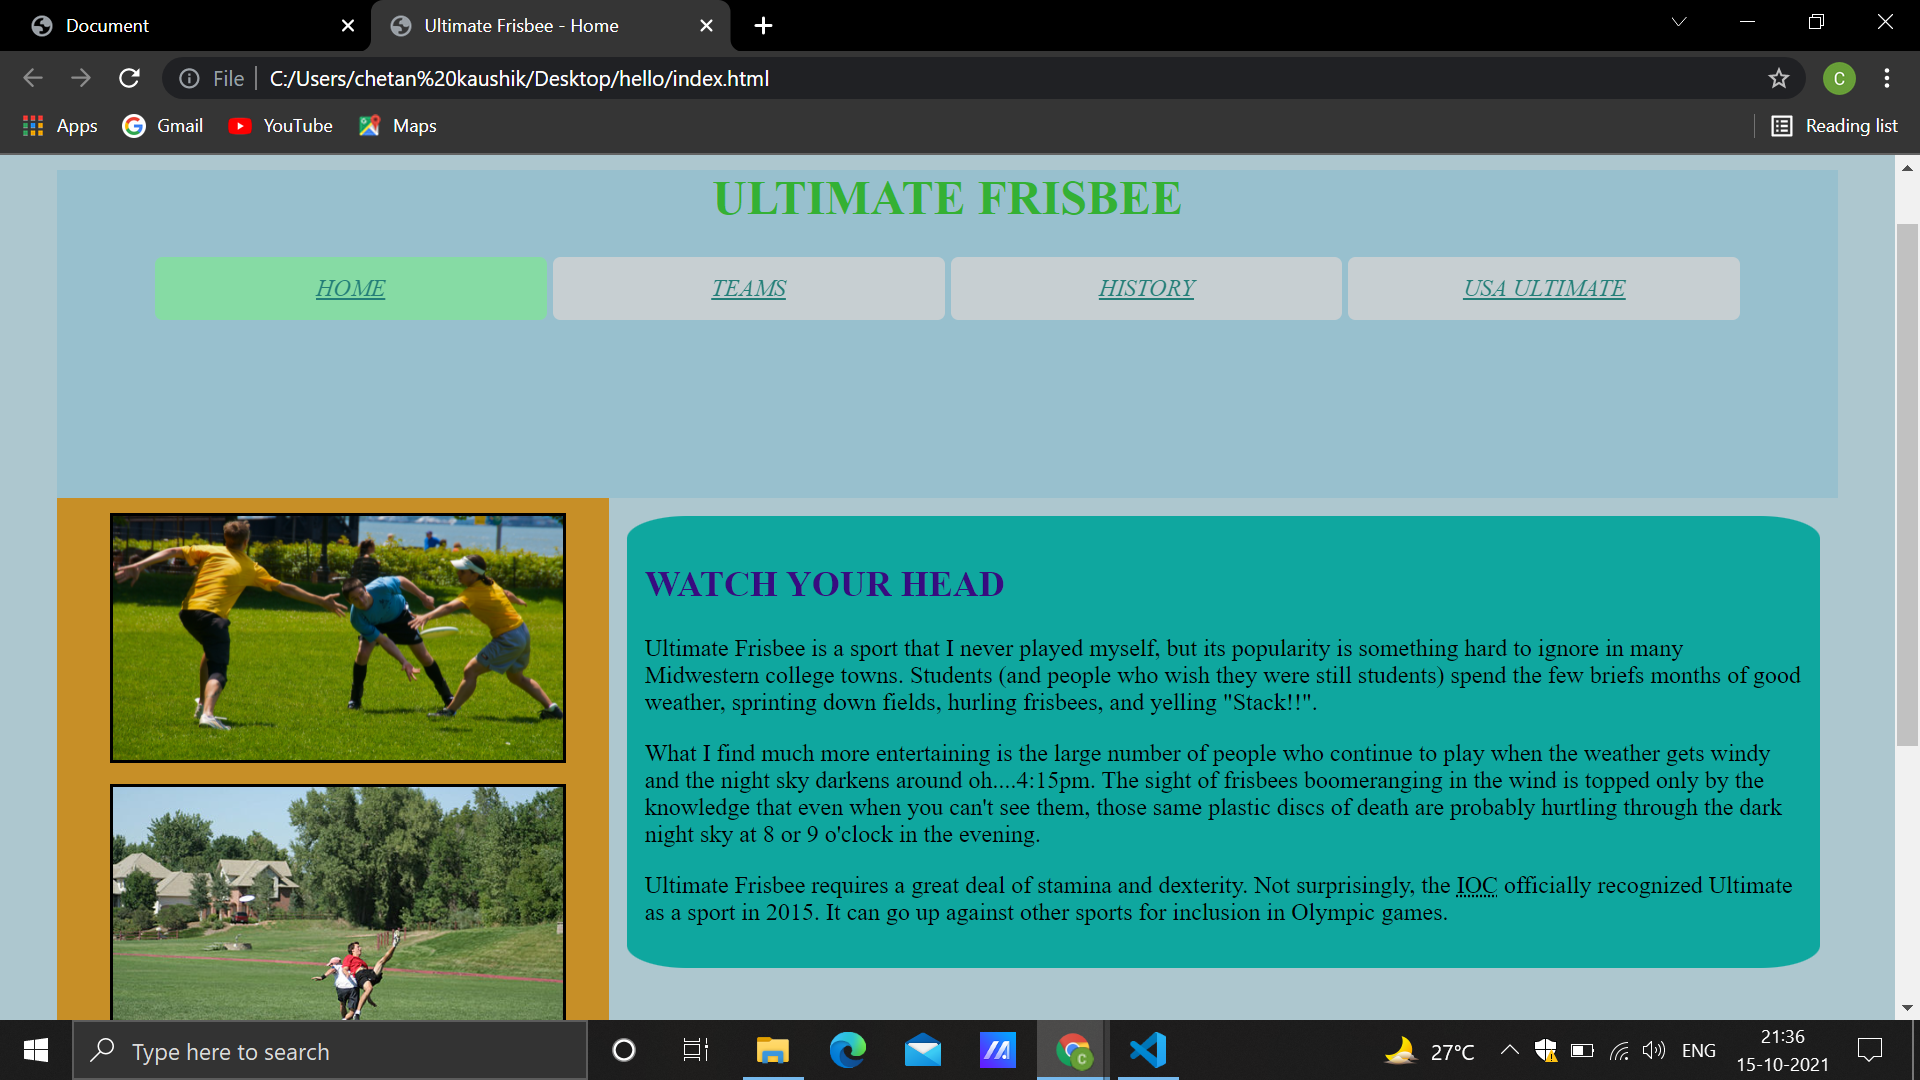 Document
Ultimate Frisbee - Home
File
C:/Users/chetan%20kaushik/Desktop/hello/index.html
C
Apps
Gmail
YouTube
Maps
Reading list
ULTIMATE FRISBEE
HOME
TEAMS
HISTORY
USA ULTIMATE
WATCH YOUR HEAD
Ultimate Frisbee is a sport that I never played myself, but its popularity is something hard to ignore in many
Midwestern college towns. Students (and people who wish they were still students) spend the few briefs months of good
weather, sprinting down fields, hurling frisbees, and yelling "Stack!!".
What I find much more entertaining is the large number of people who continue to play when the weather gets windy
and the night sky darkens around oh....4:15pm. The sight of frisbees boomeranging in the wind is topped only by the
knowledge that even when you can't see them, those same plastic discs of death are probably hurtling through the dark
night sky at 8 or 9 o'clock in the evening.
Ultimate Frisbee requires a great deal of stamina and dexterity. Not surprisingly, the IOC officially recognized Ultimate
as a sport in 2015. It can go up against other sports for inclusion in Olympic games.
Type here to search
C
27°C
ENG
21:36
15-10-2021